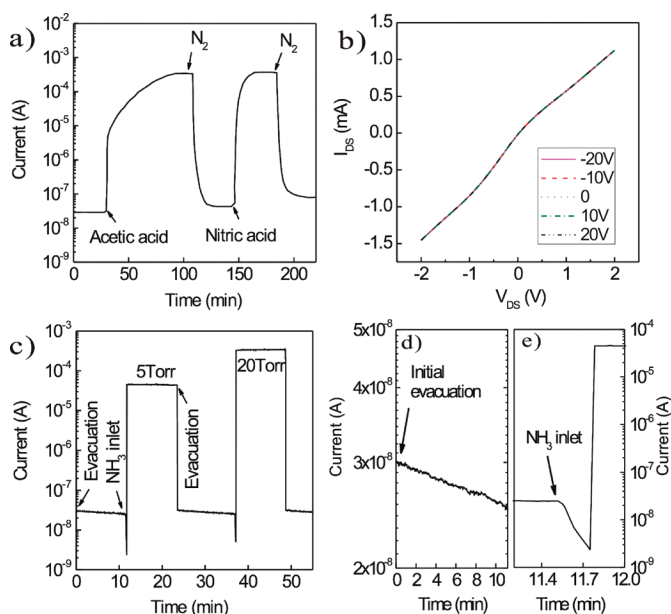 a)
N₂
N₂
Acetic acid
Nitric acid
10⁻²
10⁻³
10⁻⁴
10⁻⁵
10⁻⁶
10⁻⁷
10⁻⁸
10⁻⁹
Current (A)
0 50 100 150 200
Time (min)
b)
1.5
1.0
0.5
0.0
-0.5
-1.0
-1.5
I_DS (mA)
-20V
-10V
0
10V
20V
-2 -1 0 1 2
V_DS (V)
c)
5Torr
20Torr
Evacuation
NH₃ inlet
Evacuation
10⁻³
10⁻⁴
10⁻⁵
10⁻⁶
10⁻⁷
10⁻⁸
10⁻⁹
Current (A)
0 10 20 30 40 50
Time (min)
d)
Initial
evacuation
5x10⁻⁸
4x10⁻⁸
3x10⁻⁸
2x10⁻⁸
Current (A)
0 2 4 6 8 10
Time (min)
e)
NH₃ inlet
10⁻⁴
10⁻⁵
10⁻⁶
10⁻⁷
10⁻⁸
10⁻⁹
Current (A)
11.4 11.7 12.0
Time (min)